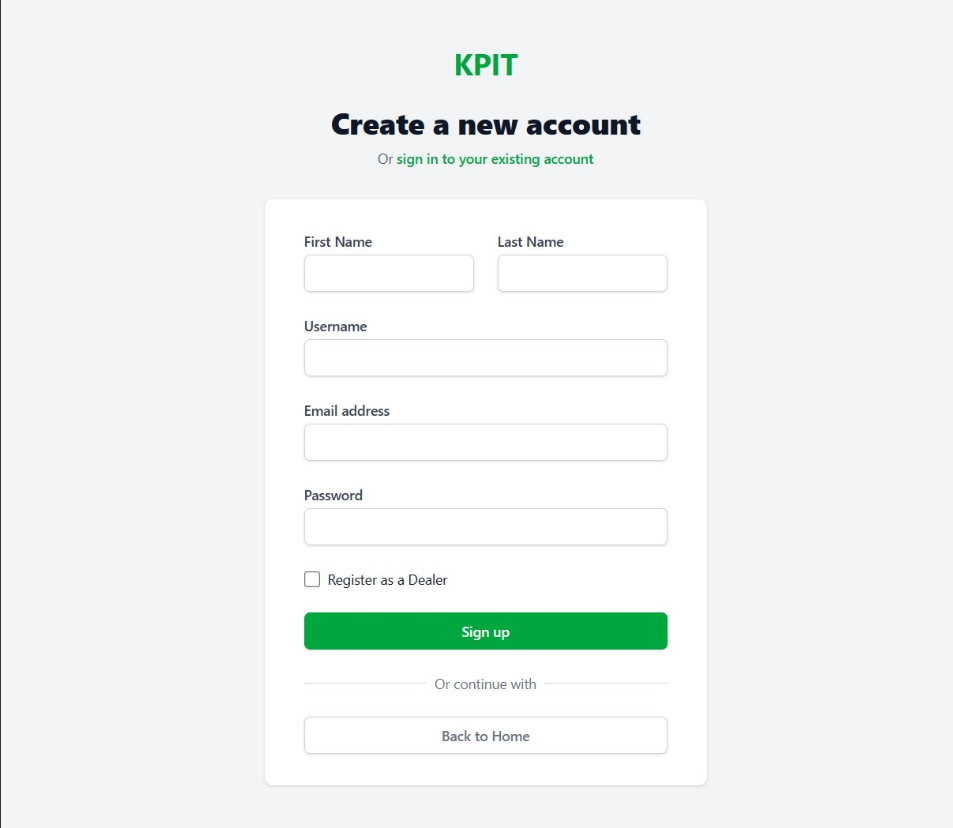 KPIT
Create a new account
Or sign in to your existing account
First Name Last Name
Username
Email address
Password
Register as a Dealer
Sign up
Or continue with
Back to Home